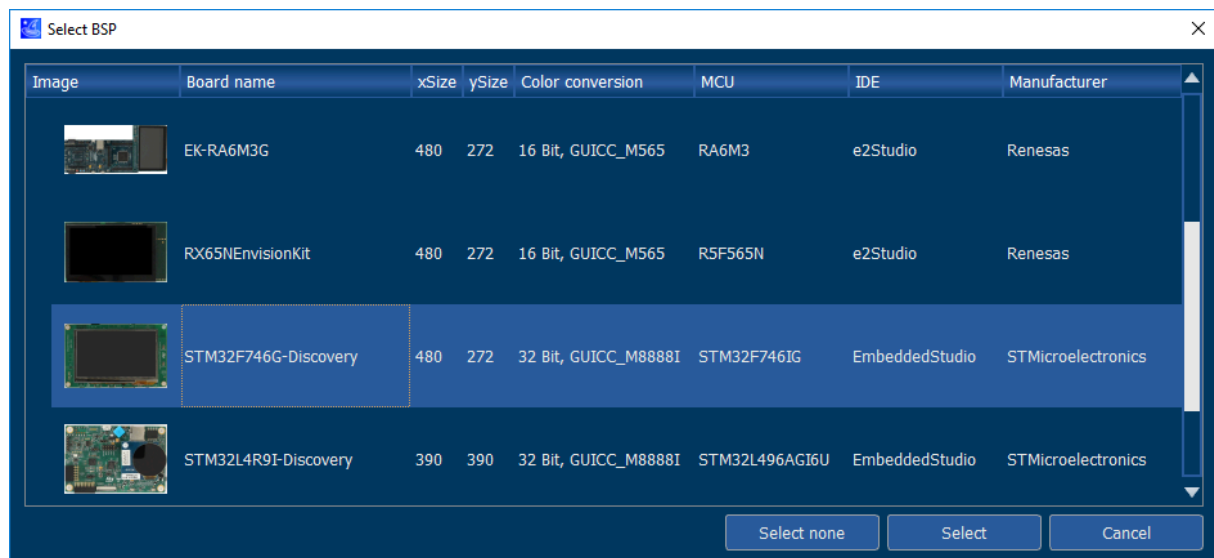 Select BSP
Image Board name xSize ySize Color conversion MCU IDE Manufacturer
EK-RA6M3G 480 272 16 Bit, GUICC_M565 RA6M3 e2Studio Renesas
RX65NEnvisionKit 480 272 16 Bit, GUICC_M565 R5F565N e2Studio Renesas
STM32F746G-Discovery 480 272 32 Bit, GUICC_M8888I STM32F746IG EmbeddedStudio STMicroelectronics
STM32L4R9I-Discovery 390 390 32 Bit, GUICC_M8888I STM32L496AGI6U EmbeddedStudio STMicroelectronics
Select none Select Cancel